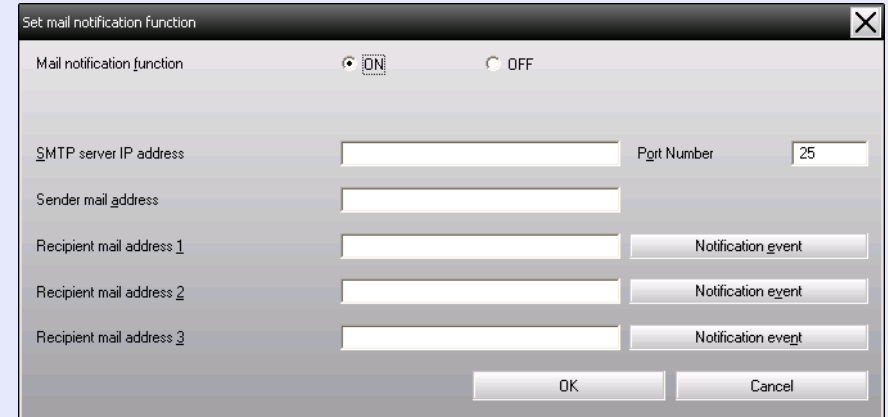 Set mail notification function
Mail notification function ON OFF
SMTP server IP address Port Number 25
Sender mail address
Recipient mail address 1 Notification event
Recipient mail address 2 Notification event
Recipient mail address 3 Notification event
OK Cancel